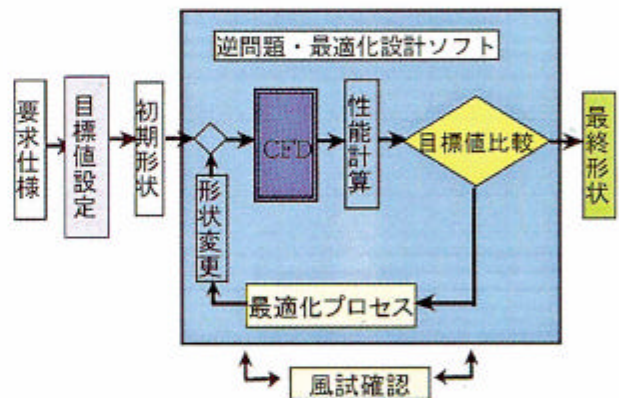 逆問題・最適化設計ソフト
要求仕様
目標値設定
初期形状
CFD
性能計算
目標値比較
最終形状
形状変更
最適化プロセス
風試確認